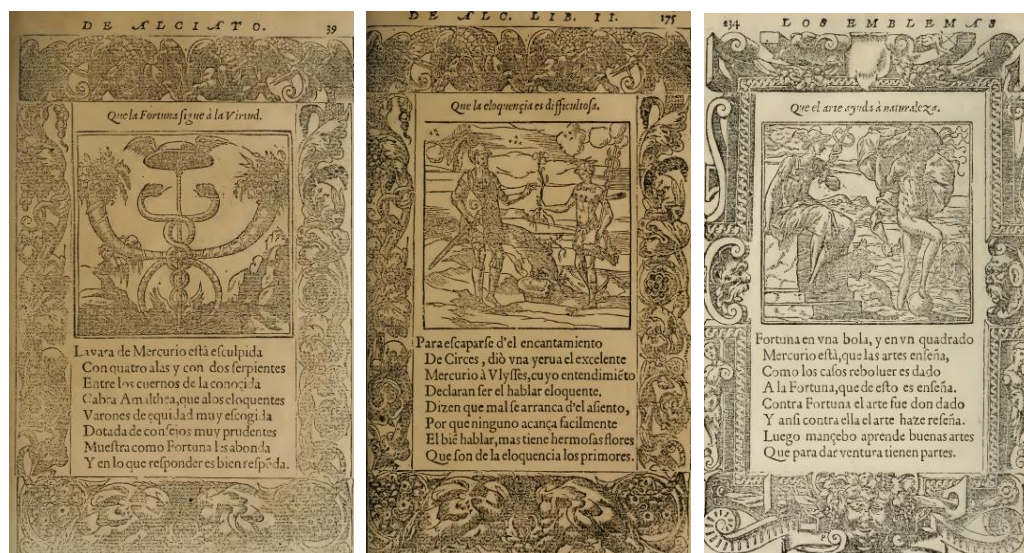 DE ALCIATO. 39
Que la Fortuna sigue à la Virtud.
La vara de Mercurio està esculpida
Con quatro alas y con dos serpientes
Entre los cuernos de la conoçida
Cabra Amalthea, que a los eloquentes
Varones de equidad muy escogida
Dotada de consejos muy prudentes
Muestra como Fortuna les abonda
Y en lo que responder es bien
DE ALC. LIB. II. 175
Que la eloquençia es difficultosa.
Para escaparse d'el encantamiento
De Circes, diò vna yerua el excelente
Mercurio à Vlysses, cuyo entendimiẽto
Declaran ser el hablar eloquente.
Dizen que mal se arranca d'el asiento,
Por que ninguno acança facilmente
El biẽ hablar, mas tiene hermosas flores
Que son de la eloquencia los primores.
234 LOS EMBLEMAS
Que el arte ayuda à naturaleza.
Fortuna en vna bola, y en vn quadrado
Mercurio està, que las artes enseña,
Como los casos reboluer es dado
A la Fortuna, que de esto es enseña.
Contra Fortuna el arte fue don dado
Y ansi contra ella el arte haze reseña.
Luego mançebo aprende buenas artes
Que para dar ventura tienen partes.